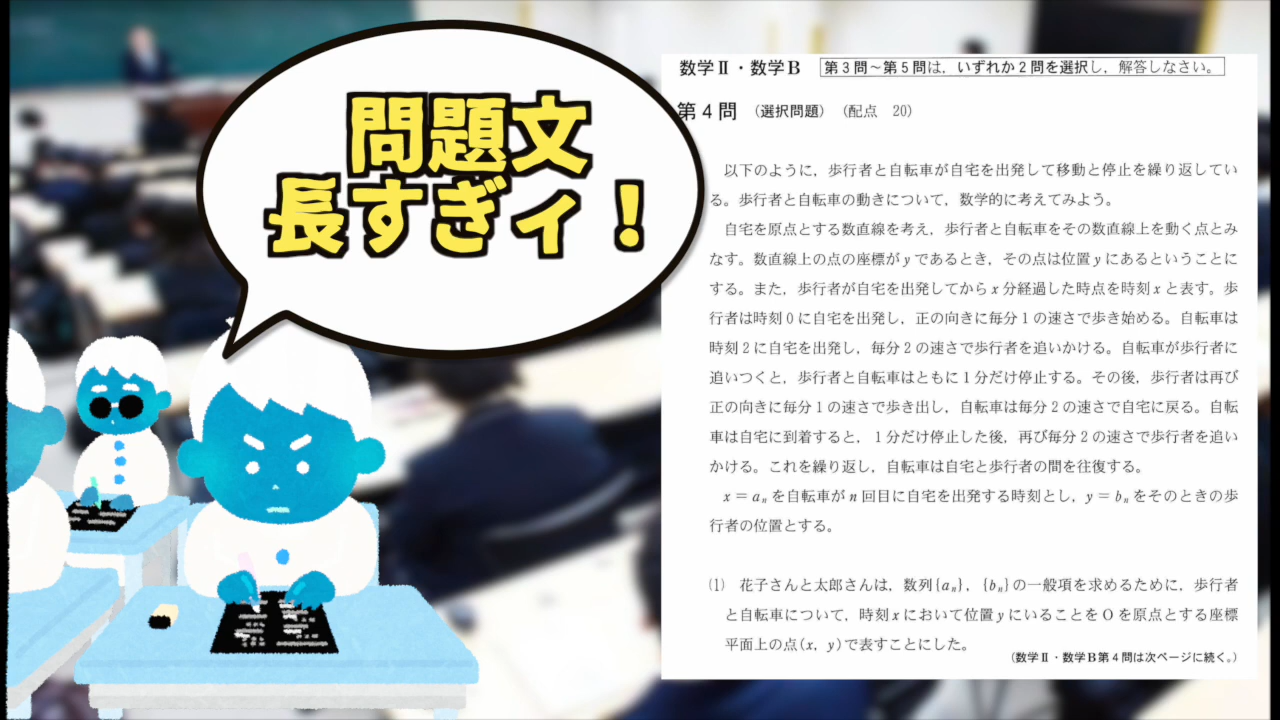 問題文
長すぎィ！
数学Ⅱ・数学B 第3問～第5問は，いずれか2問を選択し，解答しなさい。
第4問 （選択問題）（配点 20）
以下のように，歩行者と自転車が自宅を出発して移動と停止を繰り返してい
る。歩行者と自転車の動きについて，数学的に考えてみよう。
自宅を原点とする数直線を考え，歩行者と自転車をその数直線上を動く点とみ
なす。数直線上の点の座標がyであるとき，その点は位置yにあるということに
する。また，歩行者が自宅を出発してからx分経過した時点を時刻xと表す。歩
行者は時刻0に自宅を出発し，正の向きに毎分1の速さで歩き始める。自転車は
時刻2に自宅を出発し，毎分2の速さで歩行者を追いかける。自転車が歩行者に
追いつくと，歩行者と自転車はともに1分だけ停止する。その後，歩行者は再び
正の向きに毎分1の速さで歩き出し，自転車は毎分2の速さで自宅に戻る。自転
車は自宅に到着すると，1分だけ停止した後，再び毎分2の速さで歩行者を追い
かける。これを繰り返し，自転車は自宅と歩行者の間を往復する。
x＝aₙを自転車がn回目に自宅を出発する時刻とし，y＝bₙをそのときの歩
行者の位置とする。
⑴ 花子さんと太郎さんは，数列{aₙ}，{bₙ}の一般項を求めるために，歩行者
と自転車について，時刻xにおいて位置yにいることをOを原点とする座標
平面上の点(x，y)で表すことにした。
（数学Ⅱ・数学B第4問は次ページに続く。）